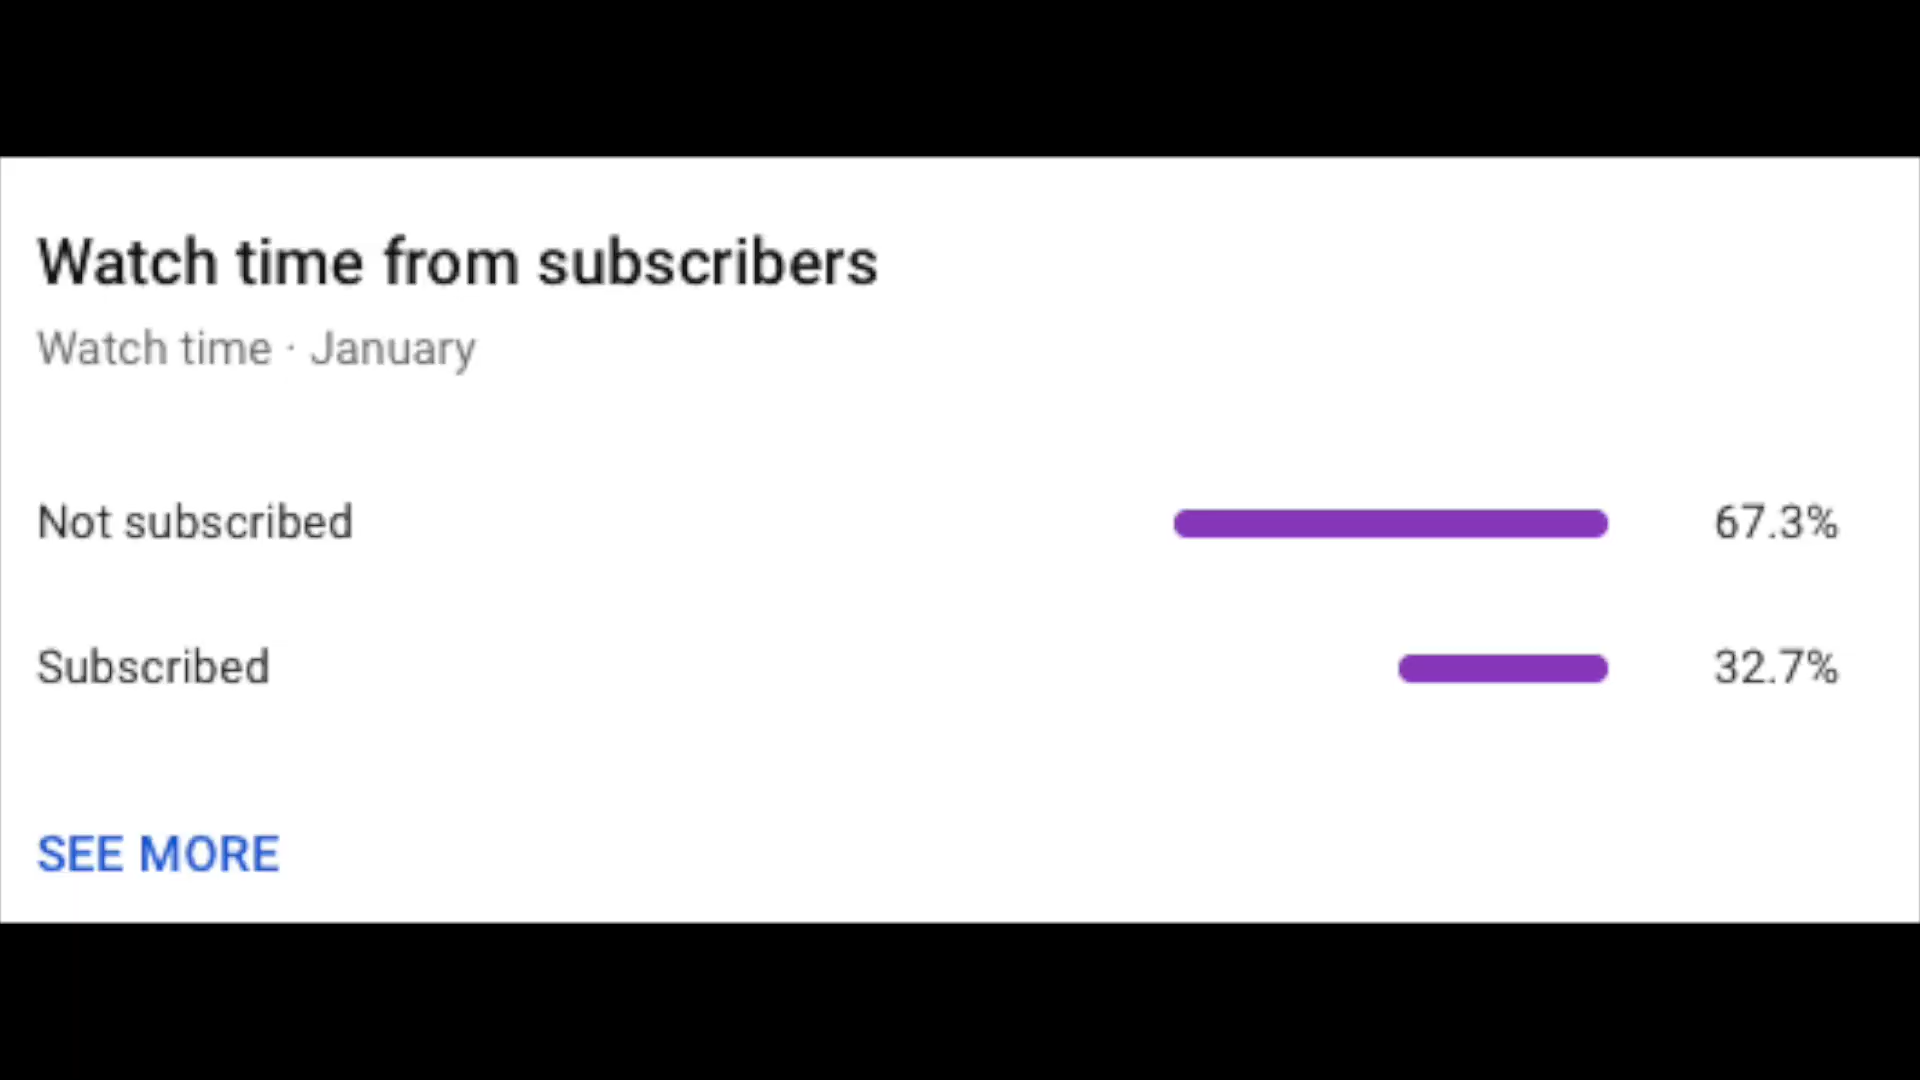 Watch time from subscribers
Watch time · January
Not subscribed 67.3%
Subscribed 32.7%
SEE MORE